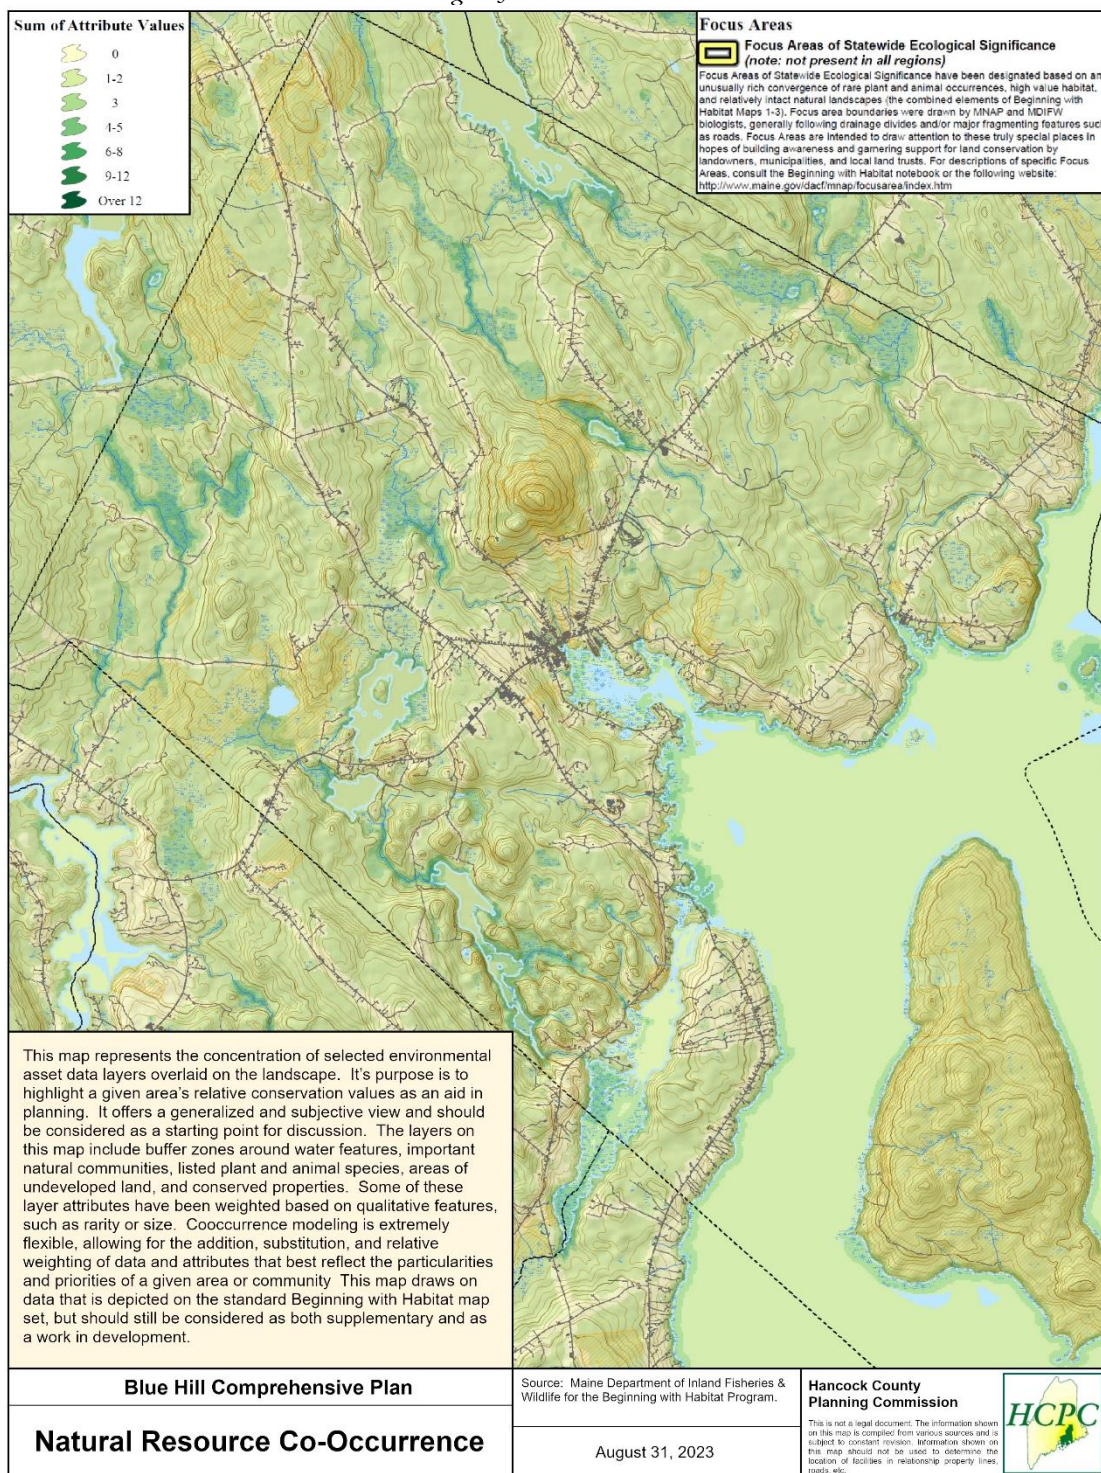 Sum of Attribute Values
0
1-2
3
4-5
6-8
9-12
Over 12
Focus Areas
Focus Areas of Statewide Ecological Significance
(note: not present in all regions)
Focus Areas of Statewide Ecological Significance have been designated based on an
unusually rich convergence of rare plant and animal occurrences, high value habitat,
and relatively intact natural landscapes (the combined elements of Beginning with
Habitat Maps 1-3). Focus area boundaries were drawn by MNAP and MDIFW
biologists, generally following drainage divides and/or major fragmenting features such
as roads. Focus Areas are intended to draw attention to these truly special places in
hopes of building awareness and garnering support for land conservation by
landowners, municipalities, and local land trusts. For descriptions of specific Focus
Areas, consult the Beginning with Habitat notebook or the following website:
http://www.maine.gov/dacf/mnap/focusarea/index.htm
This map represents the concentration of selected environmental
asset data layers overlaid on the landscape. It's purpose is to
highlight a given area's relative conservation values as an aid in
planning. It offers a generalized and subjective view and should
be considered as a starting point for discussion. The layers on
this map include buffer zones around water features, important
natural communities, listed plant and animal species, areas of
undeveloped land, and conserved properties. Some of these
layer attributes have been weighted based on qualitative features,
such as rarity or size. Cooccurrence modeling is extremely
flexible, allowing for the addition, substitution, and relative
weighting of data and attributes that best reflect the particularities
and priorities of a given area or community This map draws on
data that is depicted on the standard Beginning with Habitat map
set, but should still be considered as both supplementary and as
a work in development.
Blue Hill Comprehensive Plan
Natural Resource Co-Occurrence
Source: Maine Department of Inland Fisheries &
Wildlife for the Beginning with Habitat Program.
August 31, 2023
Hancock County
Planning Commission
This is not a legal document. The information shown
on this map is compiled from various sources and is
subject to constant revision. Information shown on
this map should not be used to determine the
location of facilities in relationship property lines,
roads, etc.
HCPC